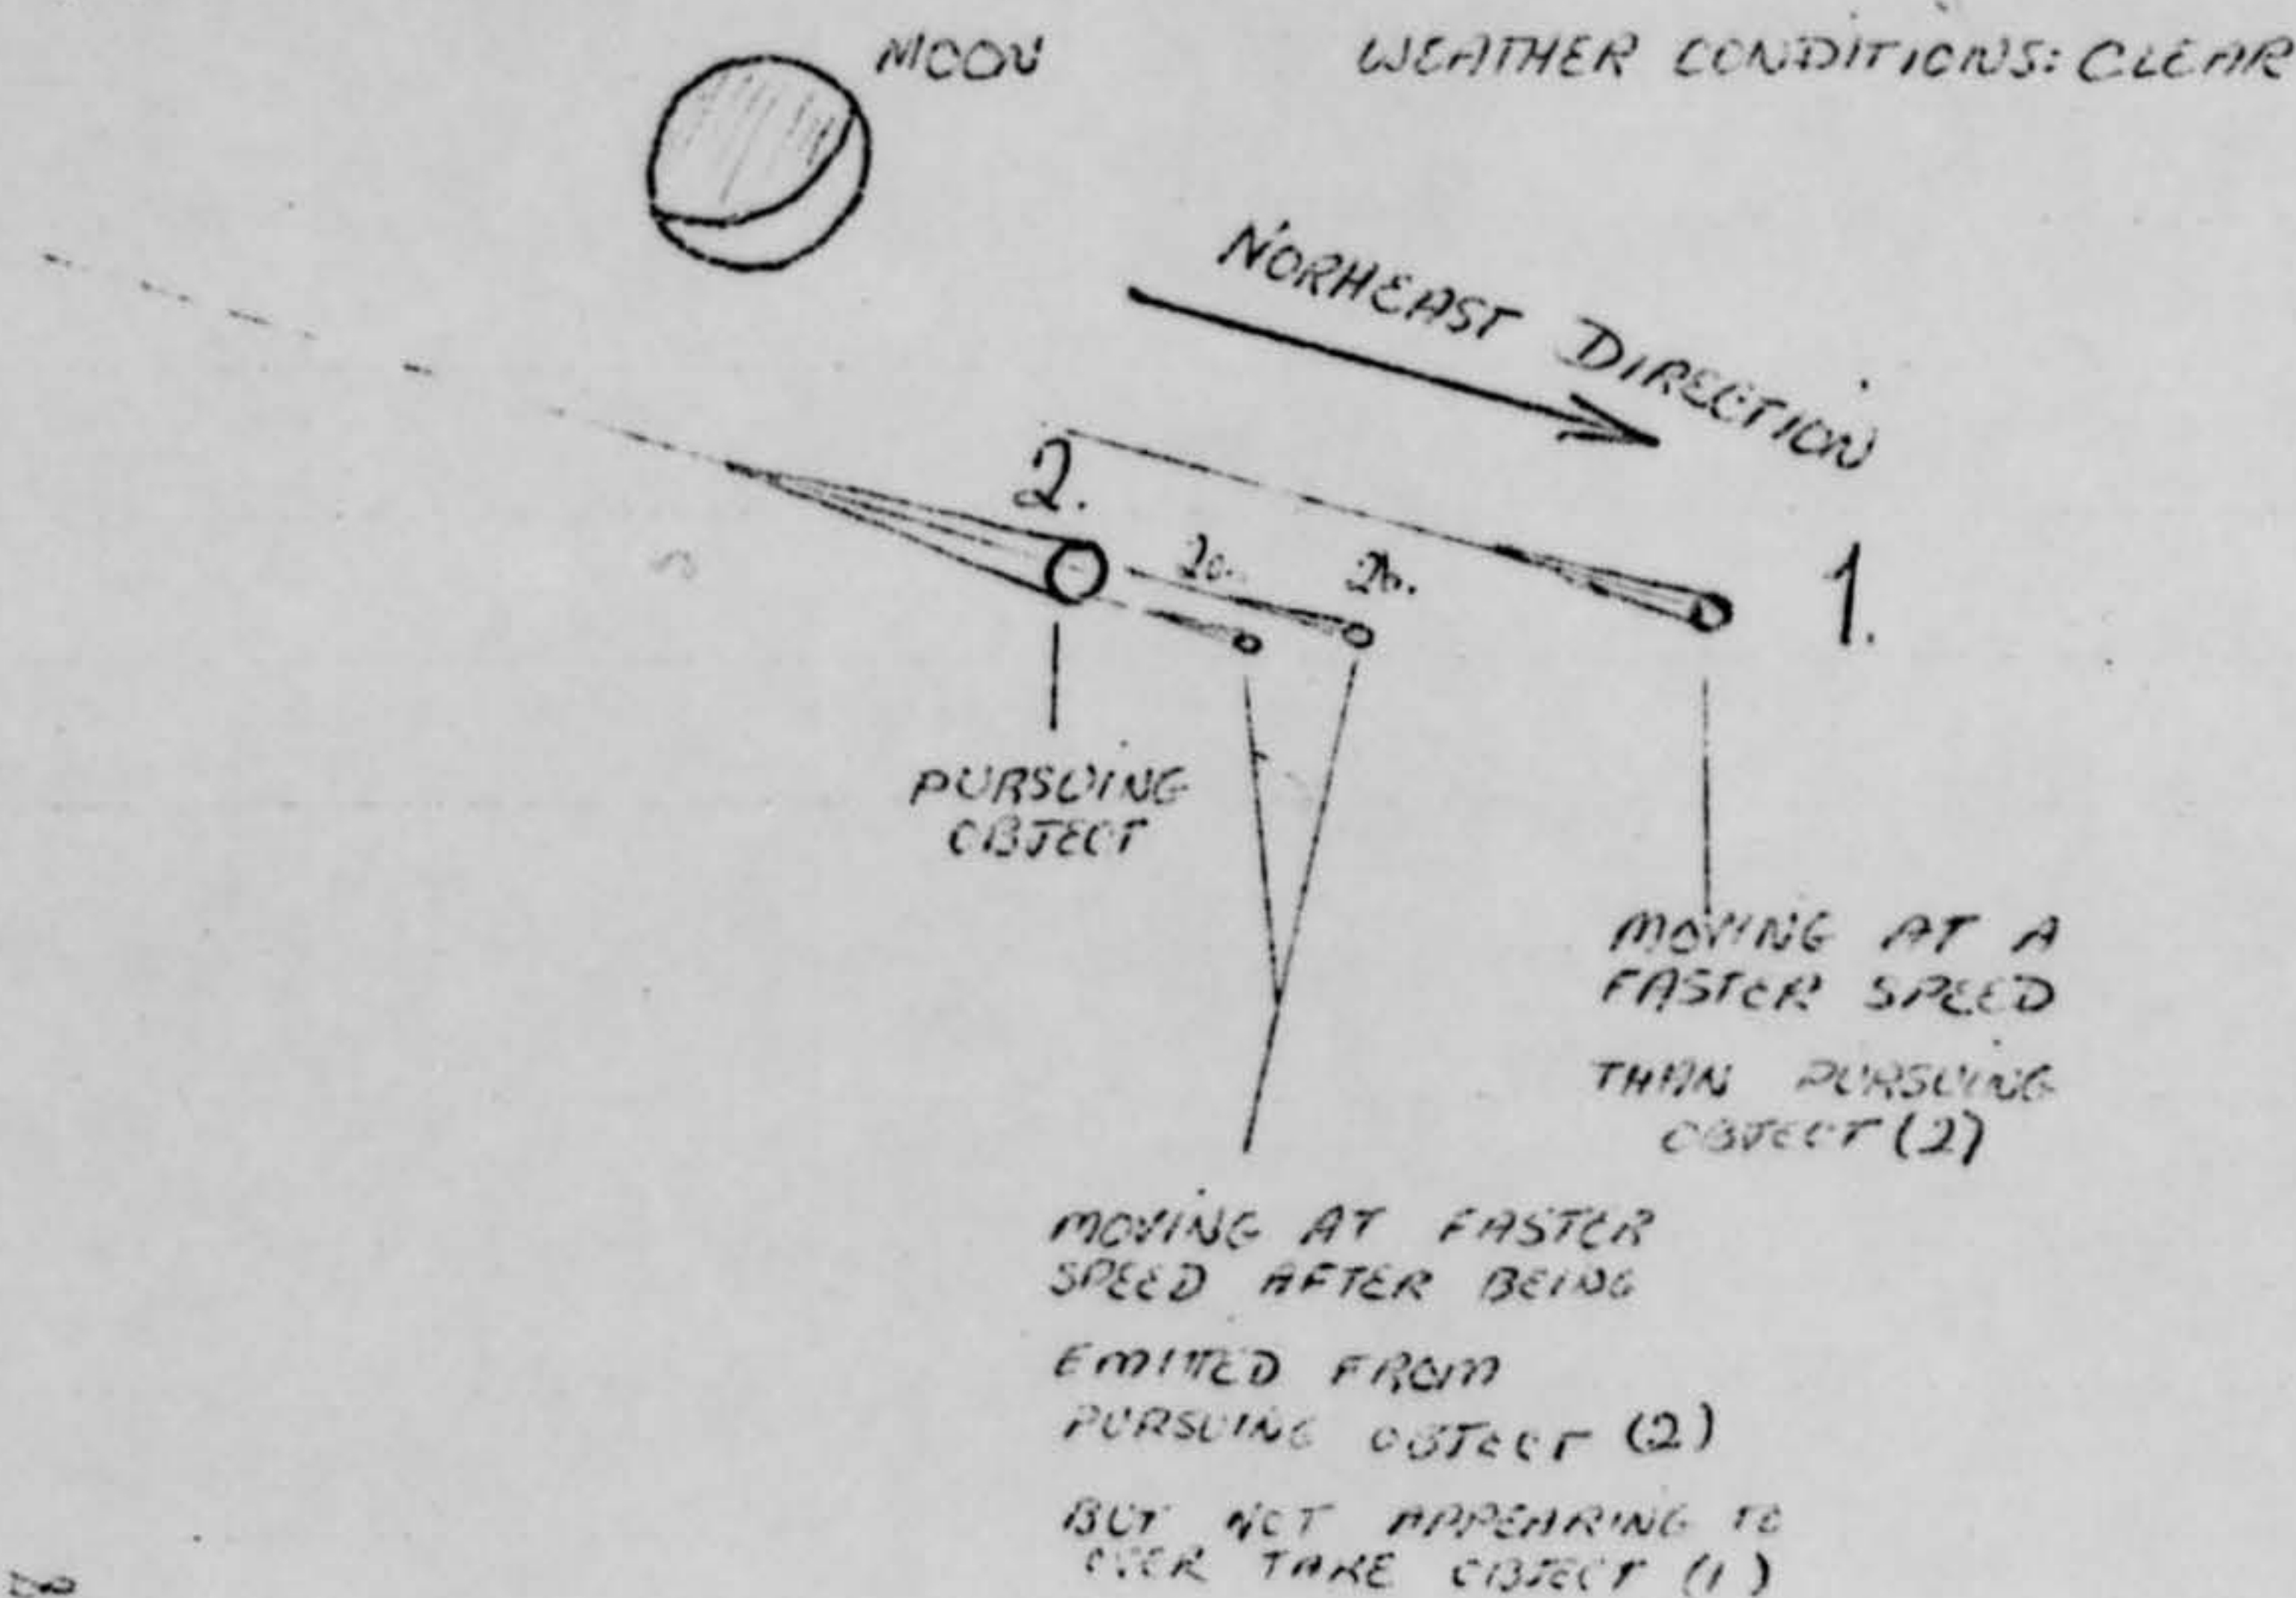 MOON
WEATHER CONDITIONS: CLEAR
NORHEAST DIRECTION
2.
2a.
2b.
1.
PURSUING
OBJECT
MOVING AT A
FASTER SPEED
THAN PURSUING
OBJECT (2)
MOVING AT FASTER
SPEED AFTER BEING
EMITTED FROM
PURSUING OBJECT (2)
BUT NOT APPEARING TO
OVER TAKE OBJECT (1)
8